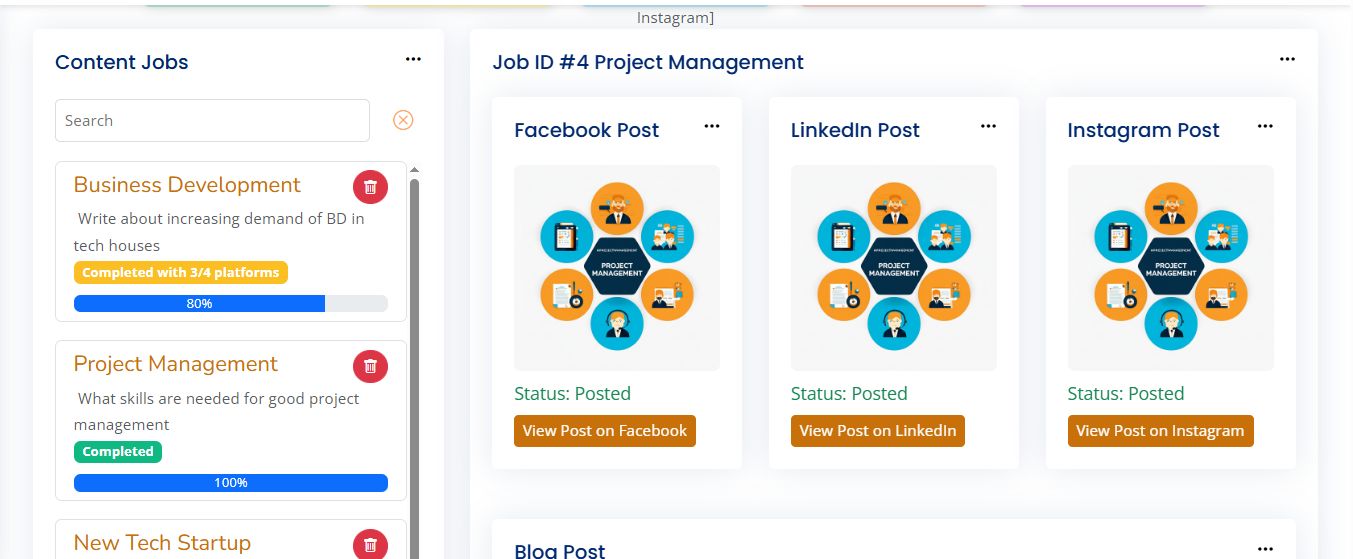 Instagram]
Content Jobs
Search
Business Development
Write about increasing demand of BD in
tech houses
Completed with 3/4 platforms
80%
Project Management
What skills are needed for good project
management
Completed
100%
New Tech Startup
Job ID #4 Project Management
Facebook Post
PROJECT
MANAGEMENT
Status: Posted
View Post on Facebook
LinkedIn Post
PROJECT
MANAGEMENT
Status: Posted
View Post on LinkedIn
Instagram Post
PROJECT
MANAGEMENT
Status: Posted
View Post on Instagram
Blog Post